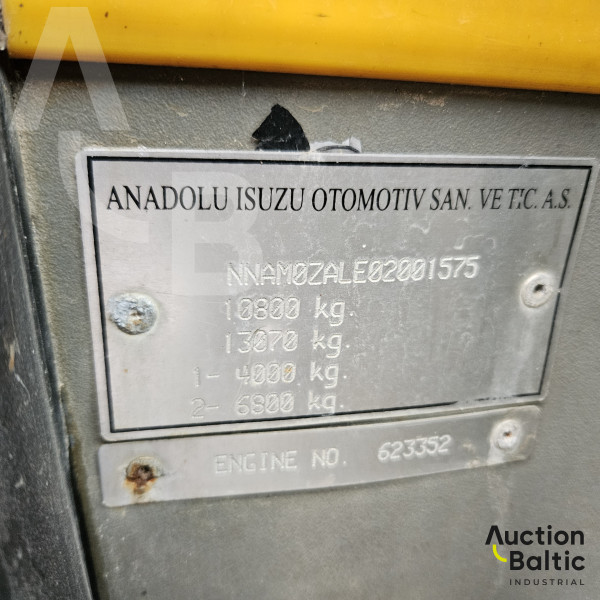 ANADOLU ISUZU OTOMOTIV SAN. VE TIC. A.S.
NNAM0ZALE02001575
10800 kg.
13070 kg.
1- 4000 kg.
2- 6800 kg.
ENGINE NO. 623352
Auction
Baltic
INDUSTRIAL